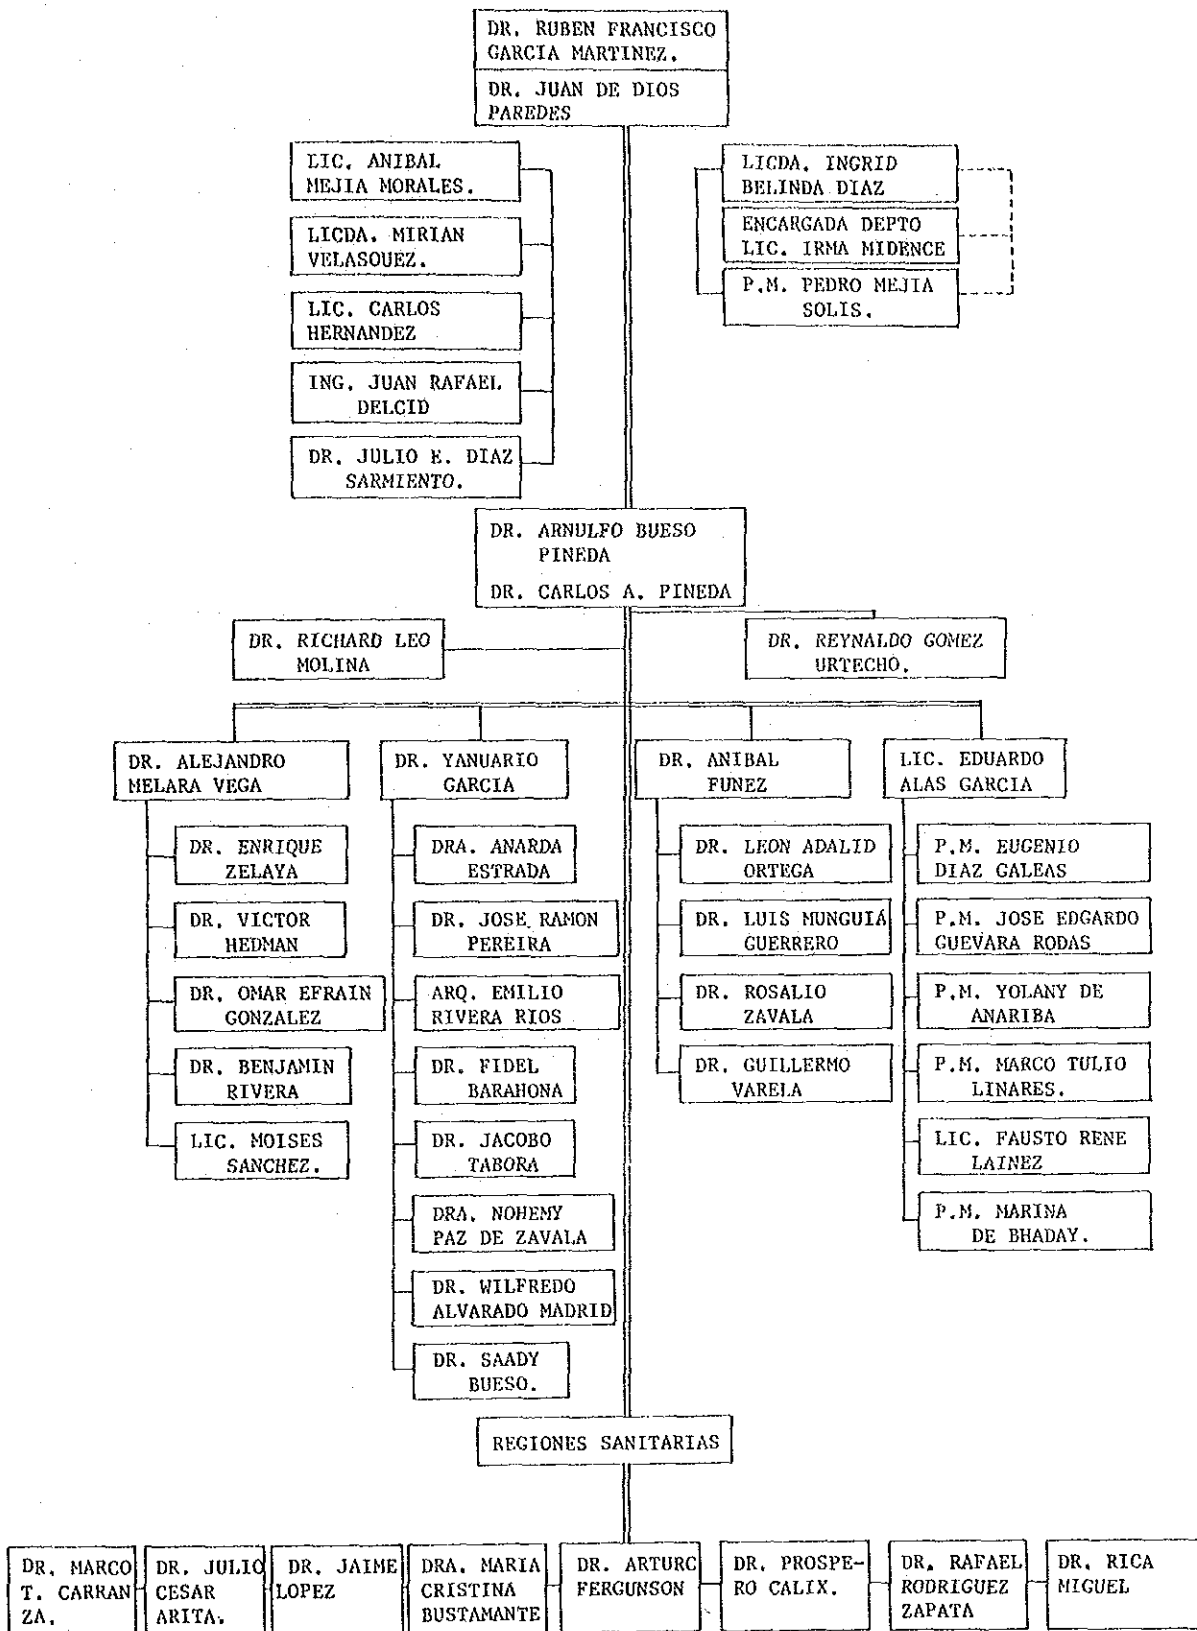 DR. RUBEN FRANCISCO
GARCIA MARTINEZ.
DR. JUAN DE DIOS
PAREDES
LIC. ANIBAL
MEJIA MORALES.
LICDA. MIRIAN
VELASQUEZ.
LIC. CARLOS
HERNANDEZ
ING. JUAN RAFAEL
DELCID
DR. JULIO E. DIAZ
SARMIENTO.
LICDA. INGRID
BELINDA DIAZ
ENCARGADA DEPTO
LIC. IRMA MIDENCE
P.M. PEDRO MEJIA
SOLIS.
DR. ARNULFO BUESO
PINEDA
DR. CARLOS A. PINEDA
DR. RICHARD LEO
MOLINA
DR. REYNALDO GOMEZ
URTECHO.
DR. ALEJANDRO
MELARA VEGA
DR. ENRIQUE
ZELAYA
DR. VICTOR
HEDMAN
DR. OMAR EFRAIN
GONZALEZ
DR. BENJAMIN
RIVERA
LIC. MOISES
SANCHEZ.
DR. YANUARIO
GARCIA
DRA. ANARDA
ESTRADA
DR. JOSE RAMON
PEREIRA
ARQ. EMILIO
RIVERA RIOS
DR. FIDEL
BARAHONA
DR. JACOBO
TABORA
DRA. NOHEMY
PAZ DE ZAVALA
DR. WILFREDO
ALVARADO MADRID
DR. SAADY
BUESO.
DR. ANIBAL
FUNEZ
DR. LEON ADALID
ORTEGA
DR. LUIS MUNGUIÁ
GUERRERO
DR. ROSALIO
ZAVALA
DR. GUILLERMO
VARELA
LIC. EDUARDO
ALAS GARCIA
P.M. EUGENIO
DIAZ GALEAS
P.M. JOSE EDGARDO
GUEVARA RODAS
P.M. YOLANY DE
ANARIBA
P.M. MARCO TULIO
LINARES.
LIC. FAUSTO RENE
LAINEZ
P.M. MARINA
DE BHADAY.
REGIONES SANITARIAS
DR. MARCO
T. CARRAN
ZA.
DR. JULIO
CESAR
ARITA.
DR. JAIME
LOPEZ
DRA. MARIA
CRISTINA
BUSTAMANTE
DR. ARTURO
FERGUNSON
DR. PROSPE-
RO CALIX.
DR. RAFAEL
RODRIGUEZ
ZAPATA
DR. RICA
MIGUEL